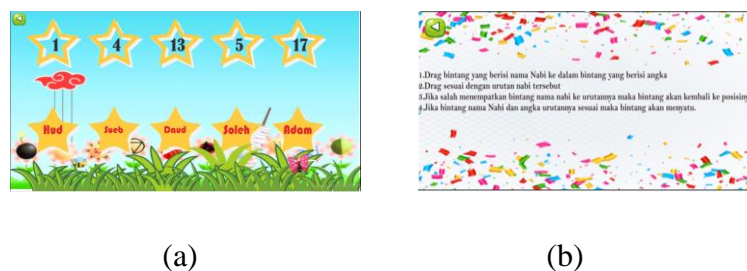 1 4 13 5 17
Hud Sueb Daud Soleh Adam
1.Drag bintang yang berisi nama Nabi ke dalam bintang yang berisi angka
2.Drag sesuai dengan urutan nabi tersebut
3.Jika salah menempatkan bintang nama nabi ke urutannya maka bintang akan kembali ke posisiny
4.Jika bintang nama Nabi dan angka urutannya sesuai maka bintang akan menyatu.
(a) (b)